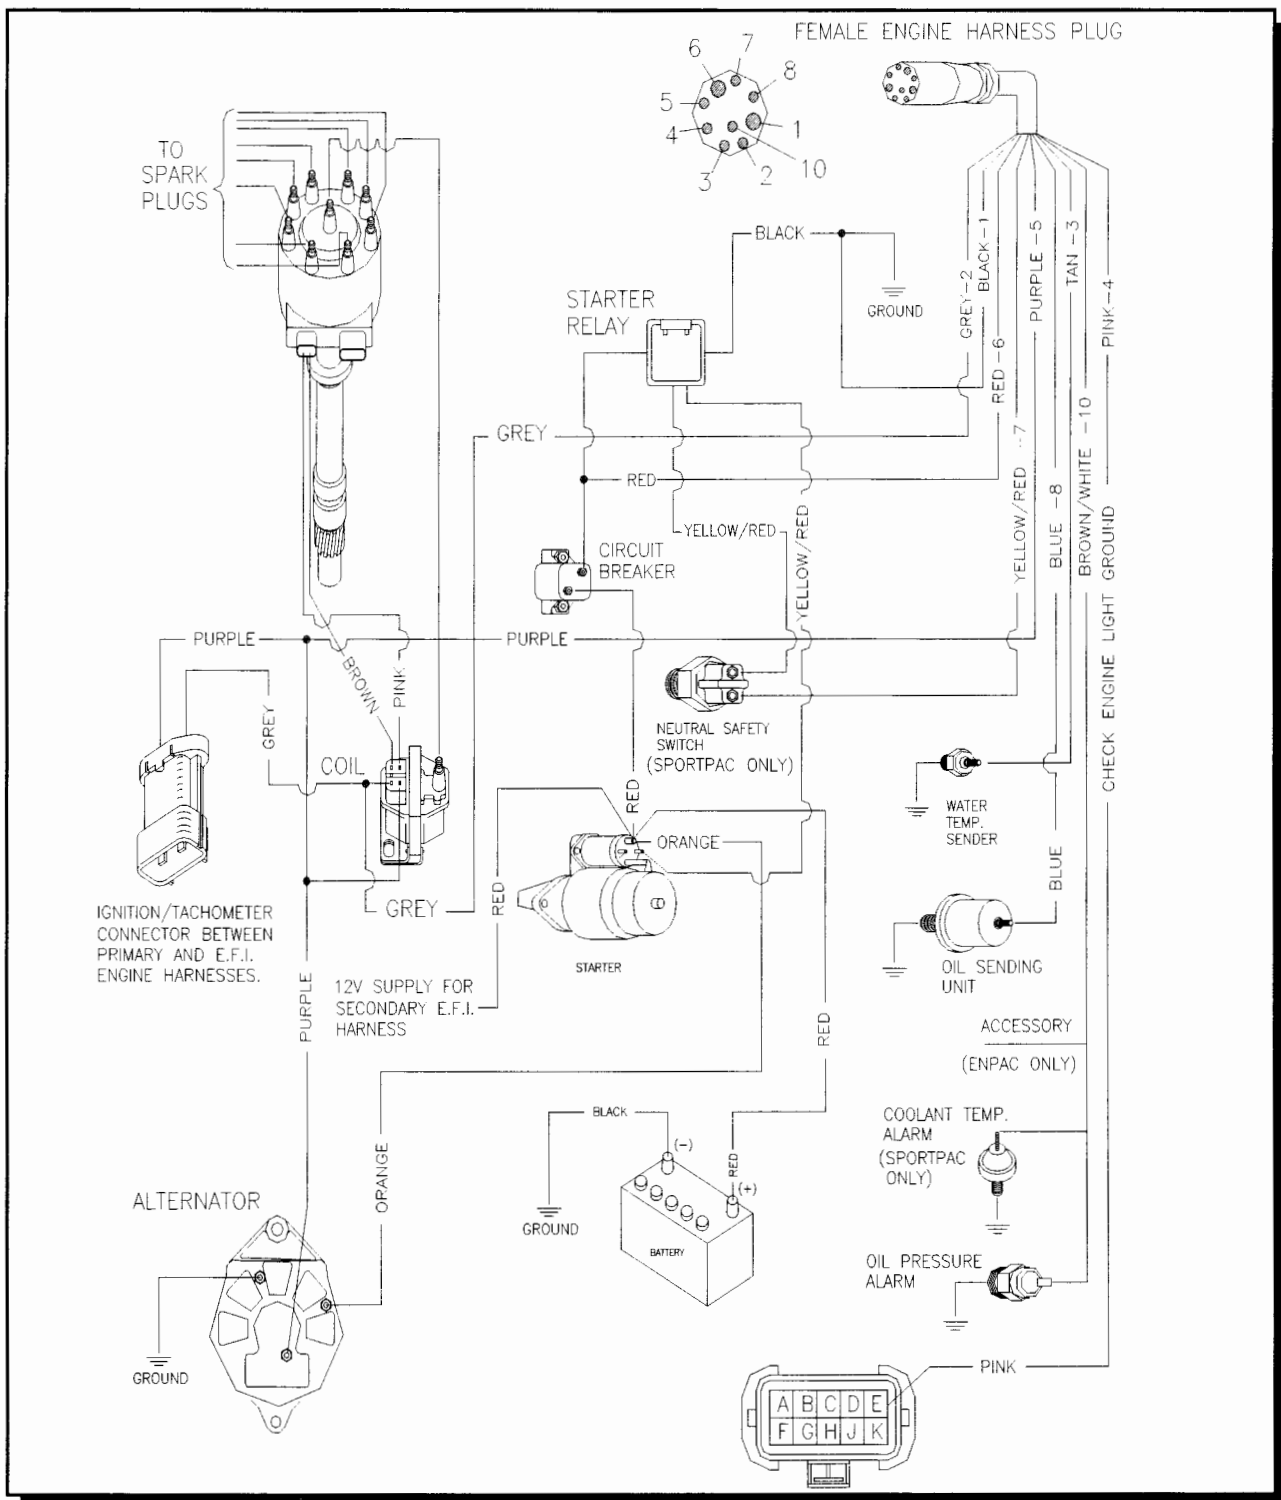 FEMALE ENGINE HARNESS PLUG
6
7
8
5
4
1
3
2
10
TO
SPARK
PLUGS
BLACK
GROUND
STARTER
RELAY
GREY-2
BLACK-1
RED-6
YELLOW/RED -7
PURPLE-5
BLUE -8
TAN-3
BROWN/WHITE -10
PINK-4
CHECK ENGINE LIGHT GROUND
GREY
RED
YELLOW/RED
YELLOW/RED
CIRCUIT
BREAKER
PURPLE
PURPLE
BROWN
PINK
GREY
COIL
NEUTRAL SAFETY
SWITCH
(SPORTPAC ONLY)
RED
WATER
TEMP.
SENDER
ORANGE
RED
BLUE
GREY
IGNITION/TACHOMETER
CONNECTOR BETWEEN
PRIMARY AND E.F.I.
ENGINE HARNESSES.
STARTER
OIL SENDING
UNIT
PURPLE
12V SUPPLY FOR
SECONDARY E.F.I.
HARNESS
RED
ACCESSORY
(ENPAC ONLY)
BLACK
(-)
RED
(+)
BATTERY
GROUND
COOLANT TEMP.
ALARM
(SPORTPAC
ONLY)
ORANGE
ALTERNATOR
GROUND
OIL PRESSURE
ALARM
PINK
A B C D E
F G H J K